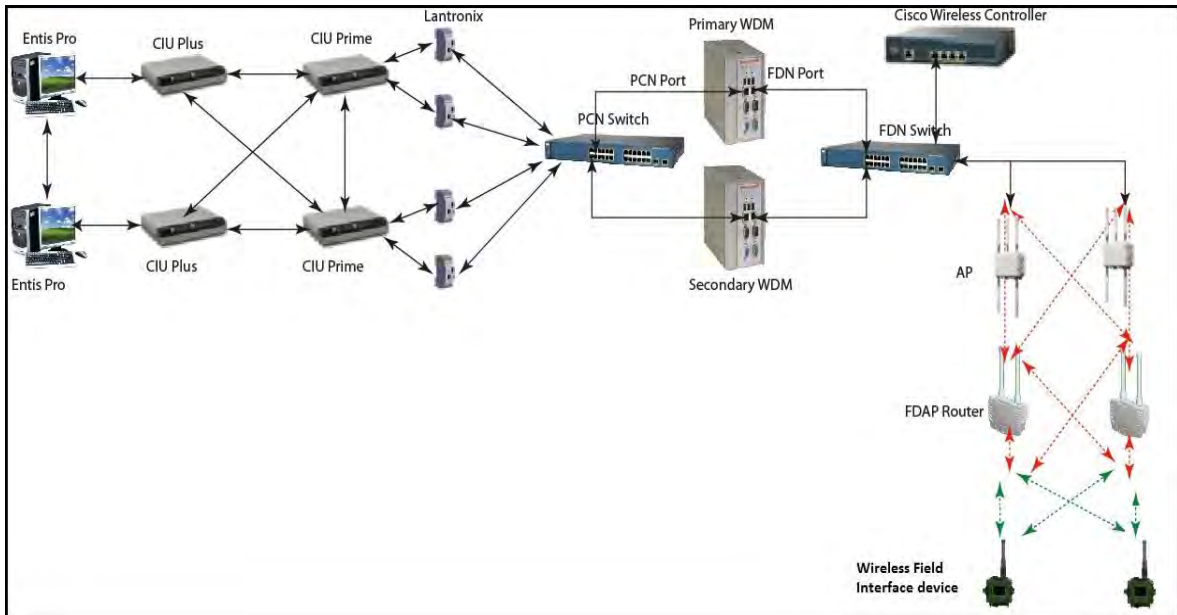 Lantronix
Primary WDM
Cisco Wireless Controller
Entis Pro
CIU Plus
CIU Prime
PCN Port
FDN Port
PCN Switch
FDN Switch
CIU Plus
CIU Prime
Entis Pro
Secondary WDM
AP
FDAP Router
Wireless Field
Interface device